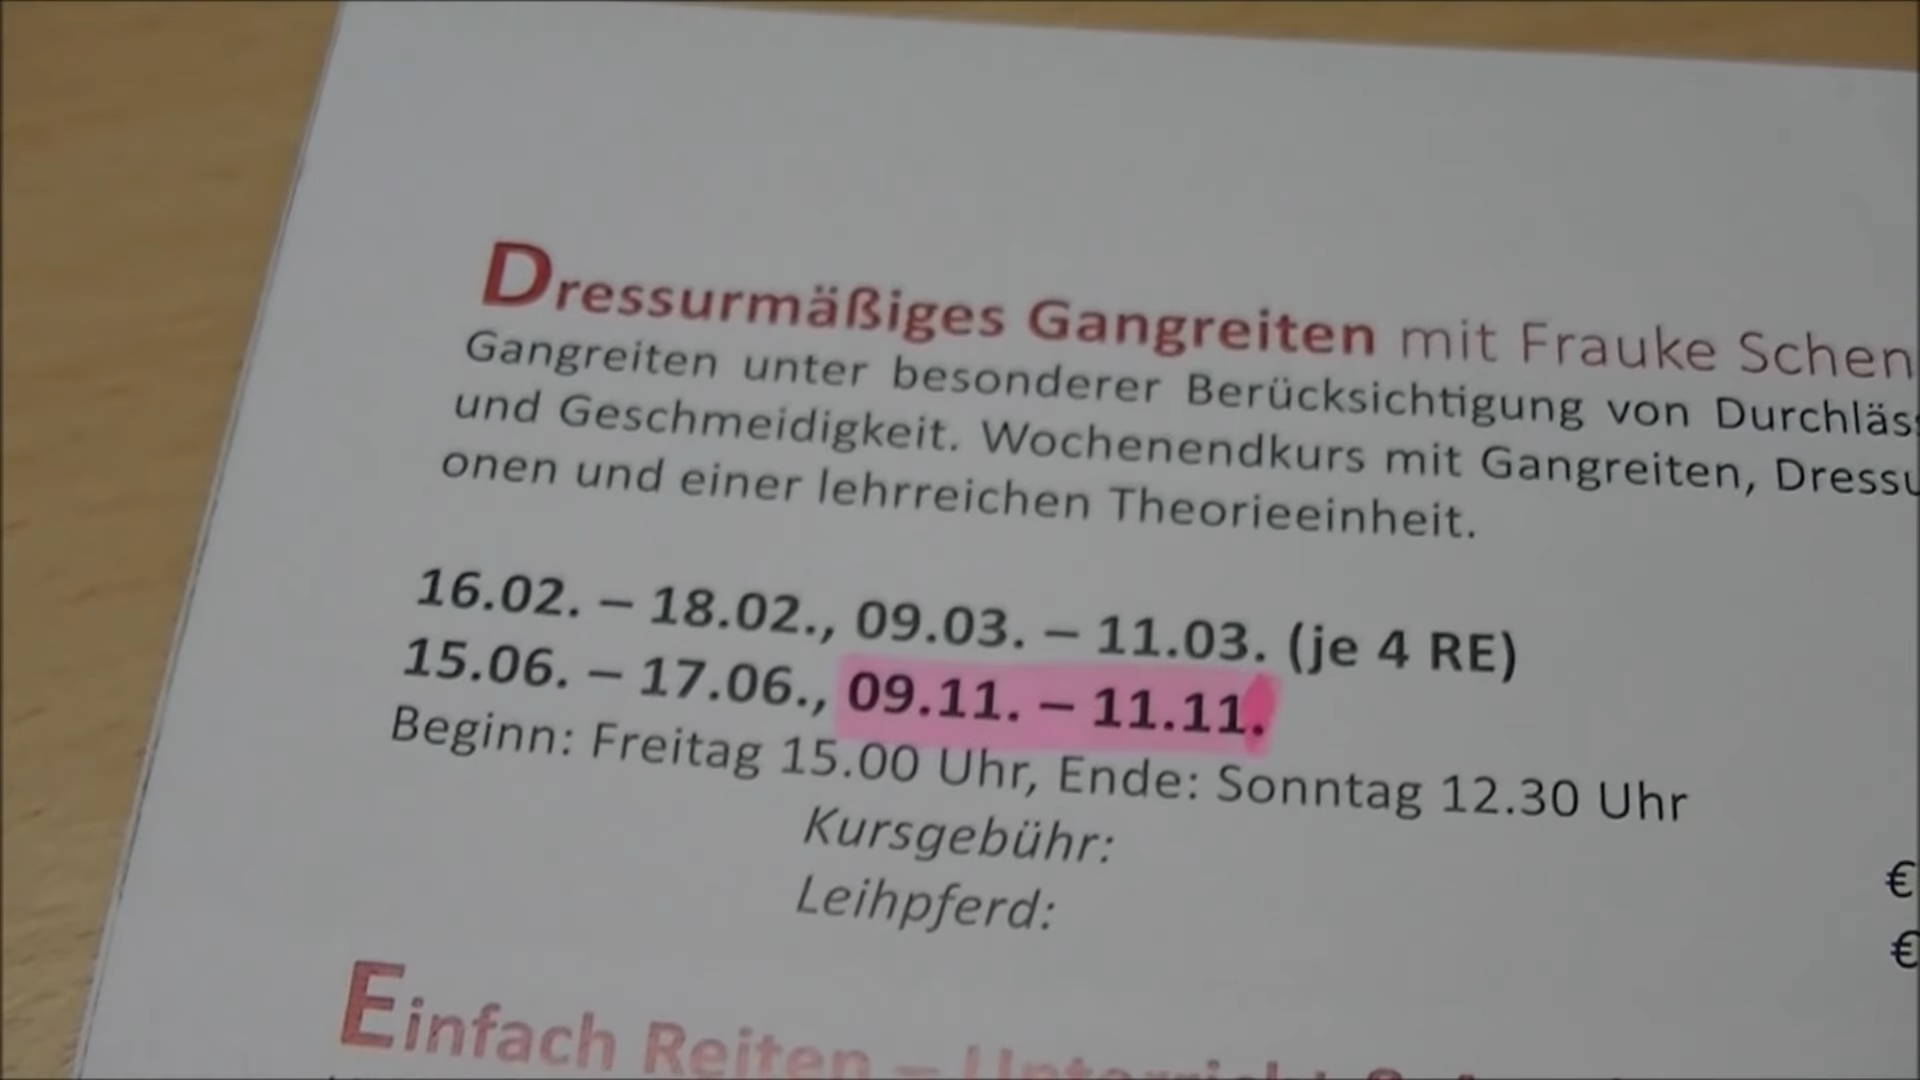 Dressurmäßiges Gangreiten mit Frauke Schen
Gangreiten unter besonderer Berücksichtigung von Durchläs
und Geschmeidigkeit. Wochenendkurs mit Gangreiten, Dressu
onen und einer lehrreichen Theorieeinheit.
16.02. – 18.02., 09.03. – 11.03. (je 4 RE)
15.06. – 17.06., 09.11. – 11.11.
Beginn: Freitag 15.00 Uhr, Ende: Sonntag 12.30 Uhr
Kursgebühr: €
Leihpferd: €
Einfach Reiten – Unterricht &